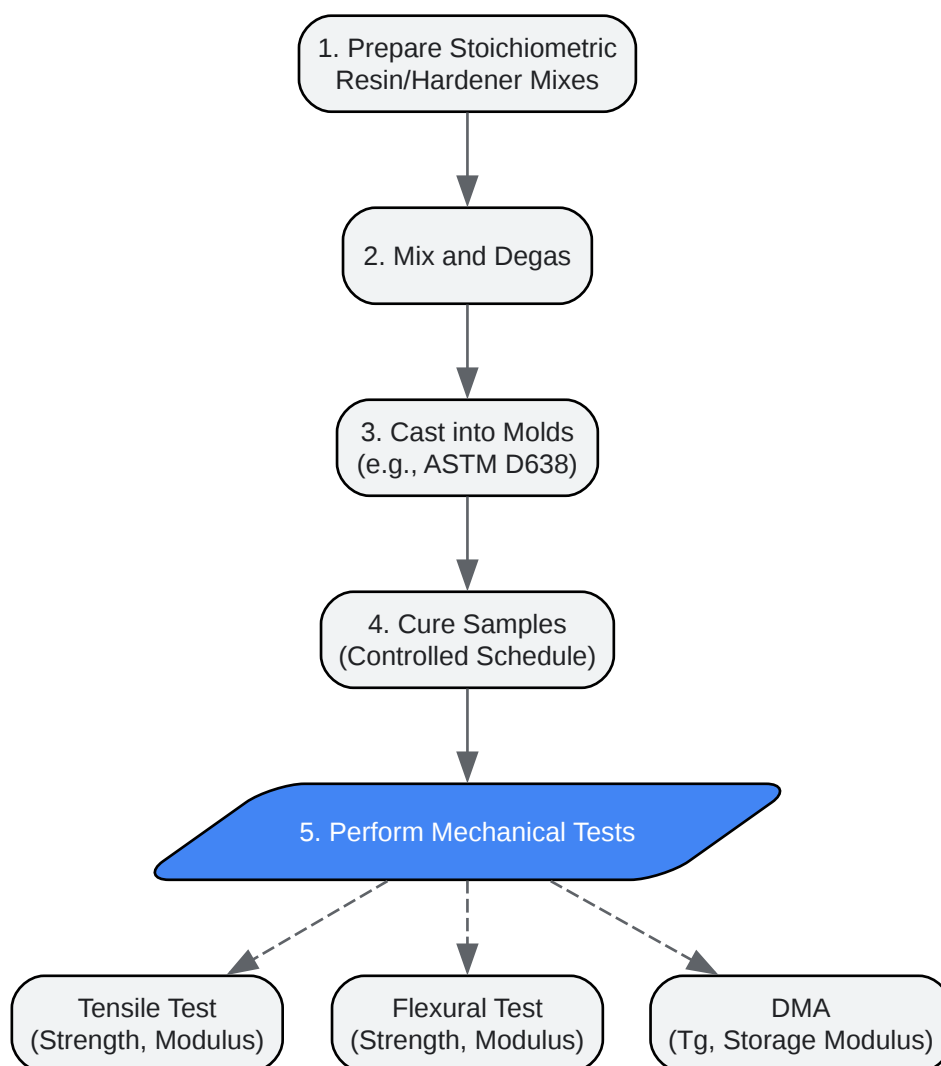 1. Prepare Stoichiometric
Resin/Hardener Mixes
2. Mix and Degas
3. Cast into Molds
(e.g., ASTM D638)
4. Cure Samples
(Controlled Schedule)
5. Perform Mechanical Tests
Tensile Test
(Strength, Modulus)
Flexural Test
(Strength, Modulus)
DMA
(Tg, Storage Modulus)